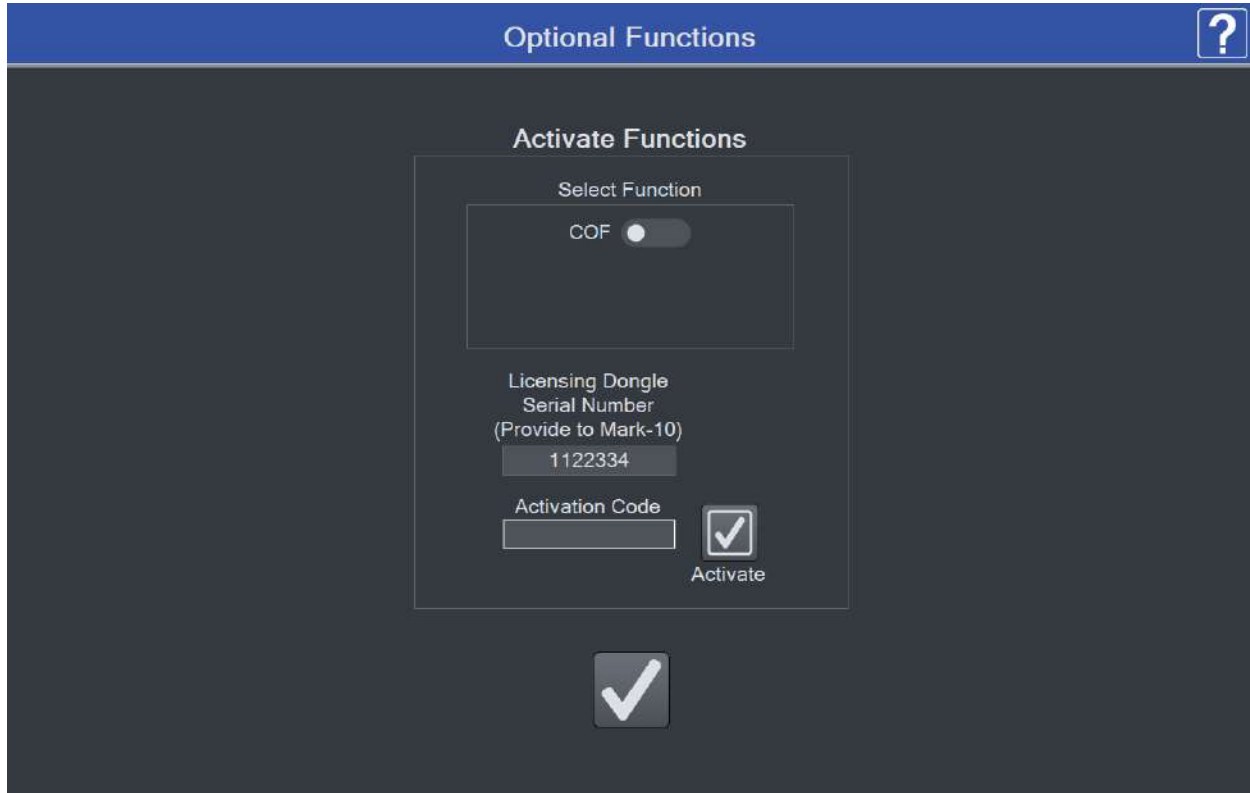 Optional Functions
?
Activate Functions
Select Function
COF
Licensing Dongle
Serial Number
(Provide to Mark-10)
1122334
Activation Code
Activate